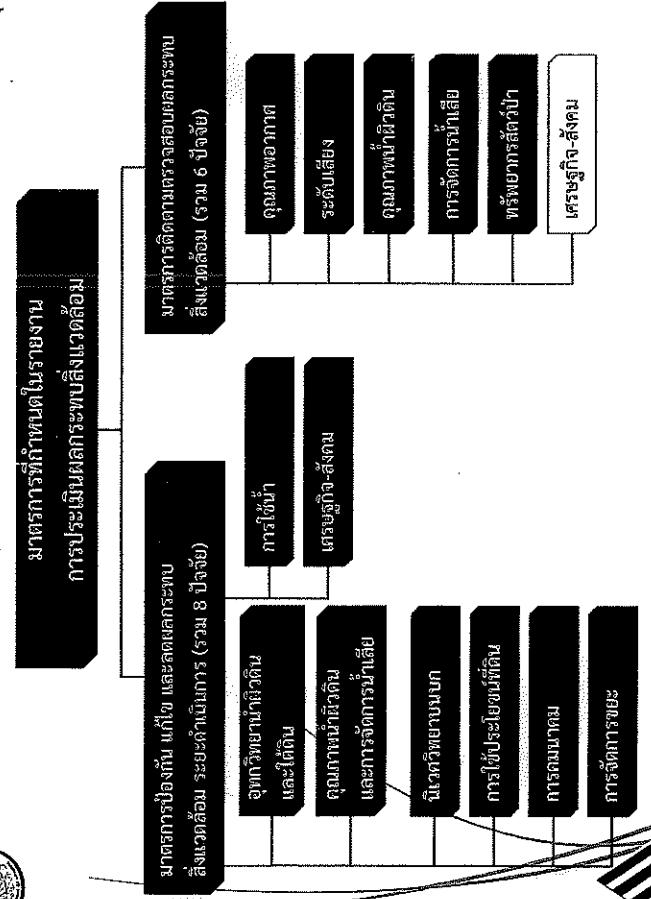 มาตรการที่กำหนดในรายงาน
การประเมินผลกระทบสิ่งแวดล้อม
มาตรการป้องกัน แก้ไข และลดผลกระทบ
สิ่งแวดล้อม ระยะดำเนินการ (รวม 8 ปัจจัย)
อุทกวิทยาน้ำผิวดิน
และใต้ดิน
คุณภาพน้ำผิวดิน
และการจัดการน้ำเสีย
นิเวศวิทยาบนบก
การใช้ประโยชน์ที่ดิน
การคมนาคม
การจัดการขยะ
การใช้น้ำ
เศรษฐกิจ-สังคม
มาตรการติดตามตรวจสอบผลกระทบ
สิ่งแวดล้อม (รวม 6 ปัจจัย)
คุณภาพอากาศ
ระดับเสียง
คุณภาพน้ำผิวดิน
การจัดการน้ำเสีย
ทรัพยากรสัตว์ป่า
เศรษฐกิจ-สังคม